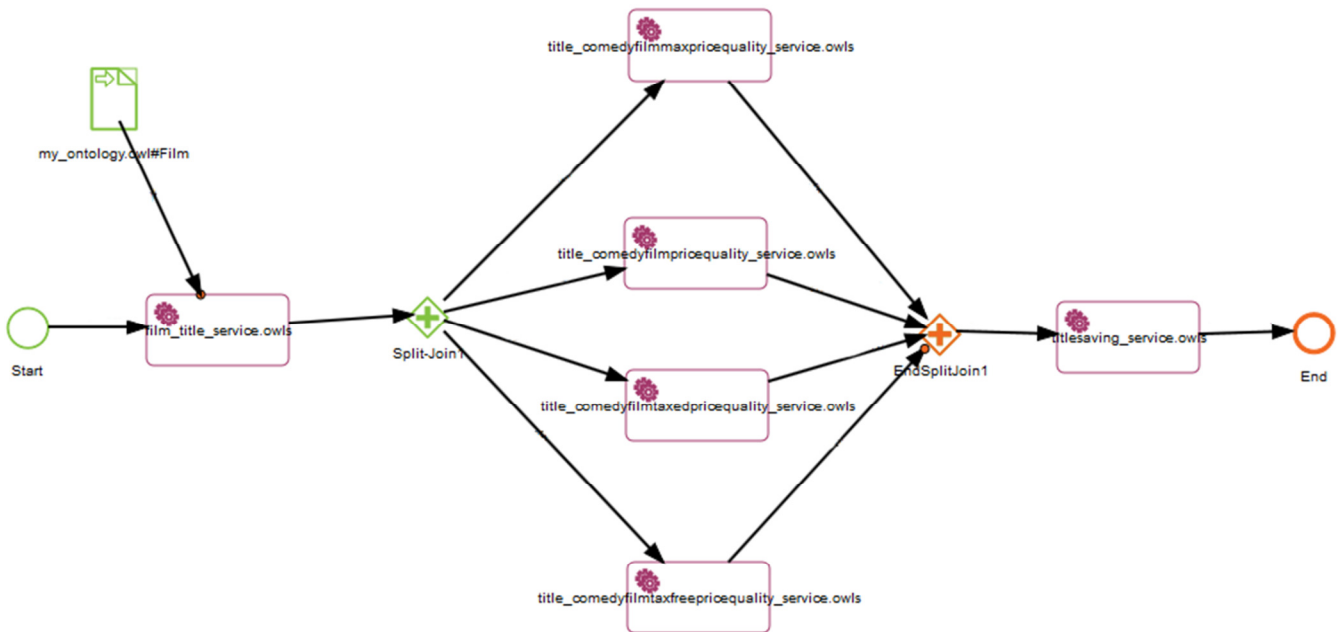 title_comedyfilmmaxpricequality_service.owls
my_ontology.owl#Film
title_comedyfilmpricequality_service.owls
film_title_service.owls
Split-Join1
titlesaving_service.owls
Start
EndSplitJoin1
End
title_comedyfilmtaxedpricequality_service.owls
title_comedyfilmtaxfreepricequality_service.owls